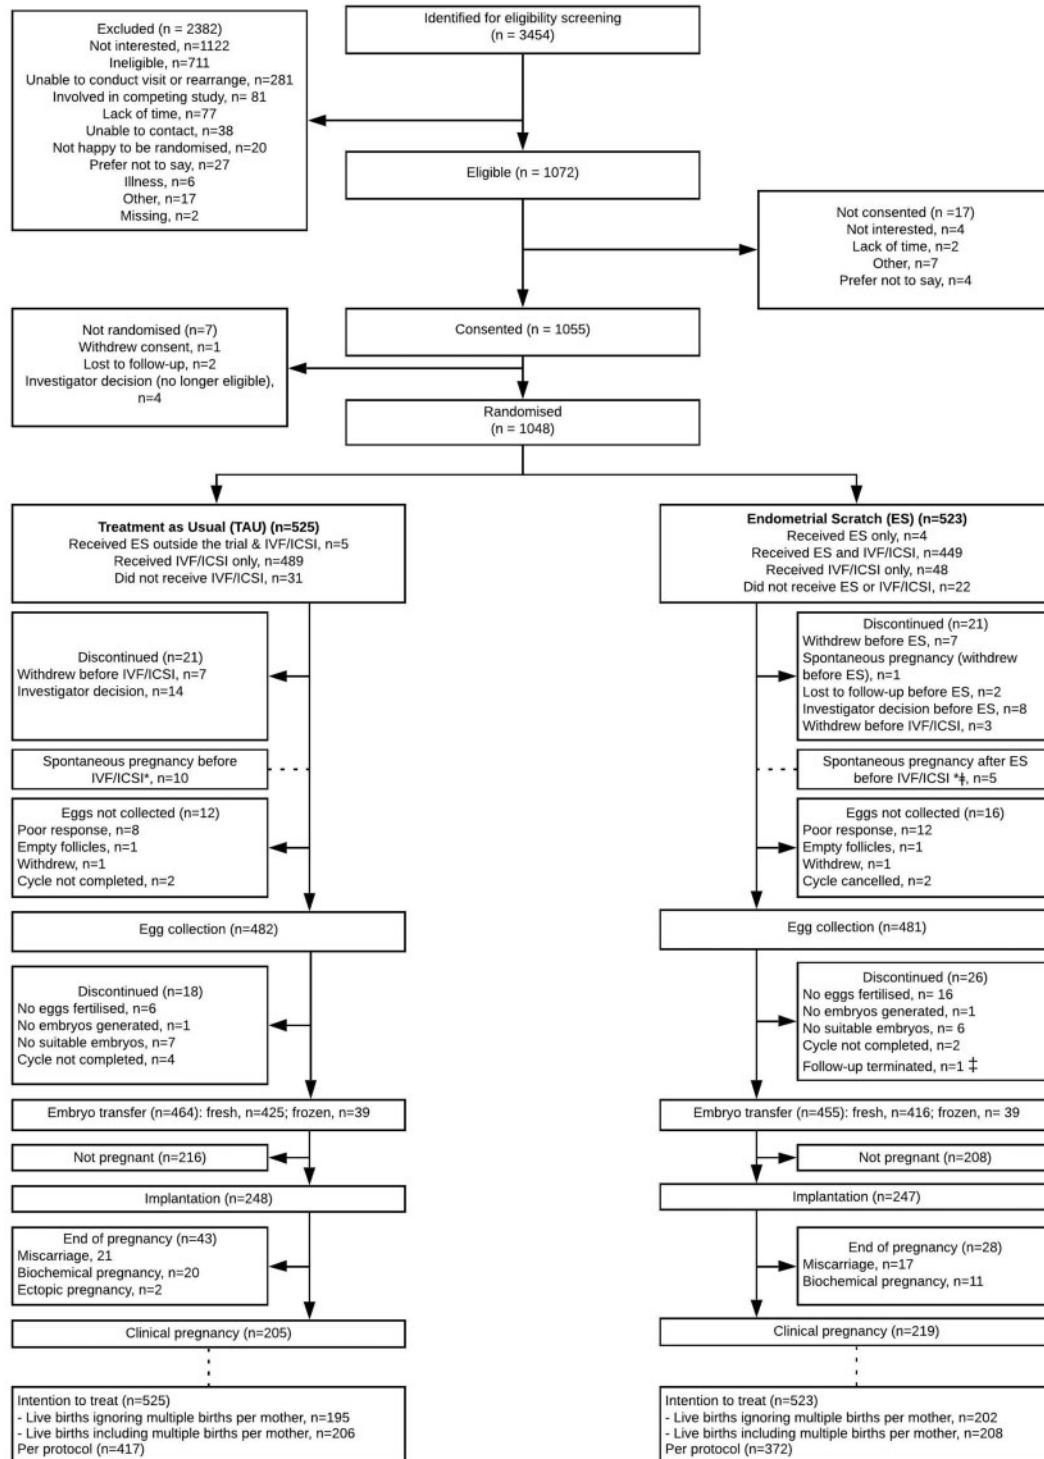 Identified for eligibility screening
(n = 3454)
Excluded (n = 2382)
Not interested, n=1122
Ineligible, n=711
Unable to conduct visit or rearrange, n=281
Involved in competing study, n= 81
Lack of time, n=77
Unable to contact, n=38
Not happy to be randomised, n=20
Prefer not to say, n=27
Illness, n=6
Other, n=17
Missing, n=2
Eligible (n = 1072)
Not consented (n =17)
Not interested, n=4
Lack of time, n=2
Other, n=7
Prefer not to say, n=4
Consented (n = 1055)
Not randomised (n=7)
Withdrew consent, n=1
Lost to follow-up, n=2
Investigator decision (no longer eligible),
n=4
Randomised
(n = 1048)
Treatment as Usual (TAU) (n=525)
Received ES outside the trial & IVF/ICSI, n=5
Received IVF/ICSI only, n=489
Did not receive IVF/ICSI, n=31
Discontinued (n=21)
Withdrew before IVF/ICSI, n=7
Investigator decision, n=14
Spontaneous pregnancy before
IVF/ICSI*, n=10
Eggs not collected (n=12)
Poor response, n=8
Empty follicles, n=1
Withdrew, n=1
Cycle not completed, n=2
Egg collection (n=482)
Discontinued (n=18)
No eggs fertilised, n=6
No embryos generated, n=1
No suitable embryos, n=7
Cycle not completed, n=4
Embryo transfer (n=464): fresh, n=425; frozen, n=39
Not pregnant (n=216)
Implantation (n=248)
End of pregnancy (n=43)
Miscarriage, 21
Biochemical pregnancy, n=20
Ectopic pregnancy, n=2
Clinical pregnancy (n=205)
Intention to treat (n=525)
- Live births ignoring multiple births per mother, n=195
- Live births including multiple births per mother, n=206
Per protocol (n=417)
Endometrial Scratch (ES) (n=523)
Received ES only, n=4
Received ES and IVF/ICSI, n=449
Received IVF/ICSI only, n=48
Did not receive ES or IVF/ICSI, n=22
Discontinued (n=21)
Withdrew before ES, n=7
Spontaneous pregnancy (withdrew
before ES), n=1
Lost to follow-up before ES, n=2
Investigator decision before ES, n=8
Withdrew before IVF/ICSI, n=3
Spontaneous pregnancy after ES
before IVF/ICSI *ǂ, n=5
Eggs not collected (n=16)
Poor response, n=12
Empty follicles, n=1
Withdrew, n=1
Cycle cancelled, n=2
Egg collection (n=481)
Discontinued (n=26)
No eggs fertilised, n= 16
No embryos generated, n=1
No suitable embryos, n= 6
Cycle not completed, n=2
Follow-up terminated, n=1 ‡
Embryo transfer (n=455): fresh, n=416; frozen, n= 39
Not pregnant (n=208)
Implantation (n=247)
End of pregnancy (n=28)
Miscarriage, n=17
Biochemical pregnancy, n=11
Clinical pregnancy (n=219)
Intention to treat (n=523)
- Live births ignoring multiple births per mother, n=202
- Live births including multiple births per mother, n=208
Per protocol (n=372)